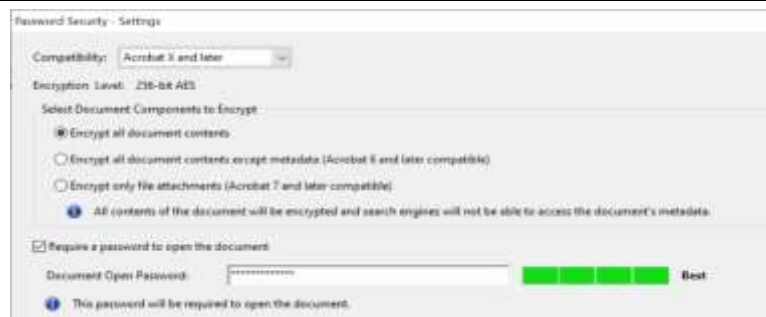 Password Security - Settings
Compatibility: Acrobat X and later
Encryption Level: 256-bit AES
Select Document Components to Encrypt
Encrypt all document contents
Encrypt all document contents except metadata (Acrobat 6 and later compatible)
Encrypt only file attachments (Acrobat 7 and later compatible)
All contents of the document will be encrypted and search engines will not be able to access the document's metadata.
Require a password to open the document
Document Open Password: ************* Best
This password will be required to open the document.